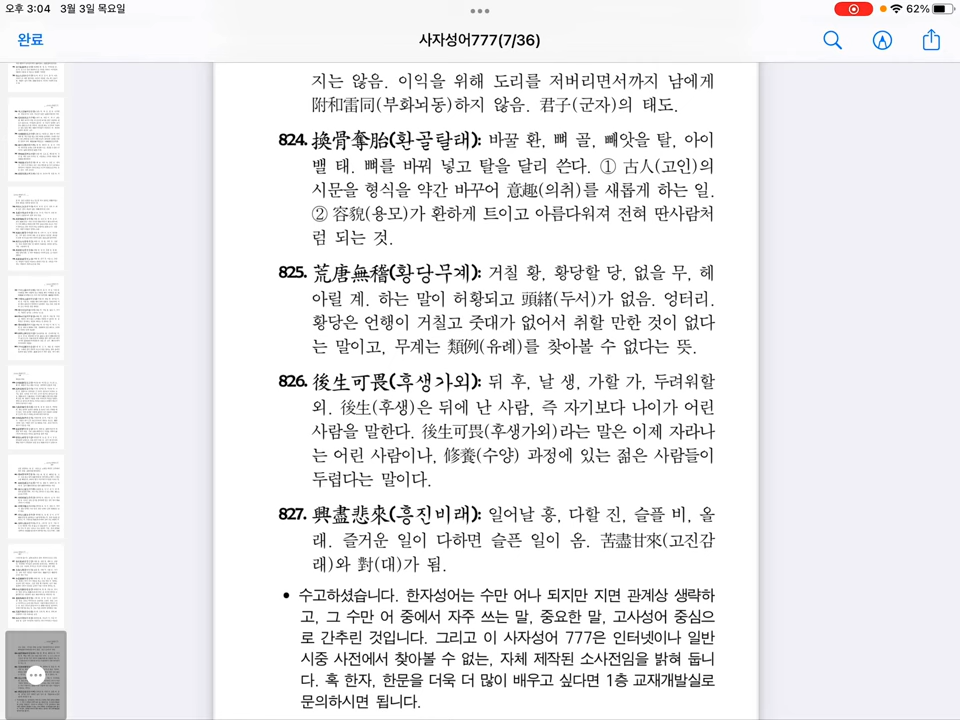 오후 3:04 3월 3일 목요일
62%
완료
사자성어777(7/36)
지는 않음. 이익을 위해 도리를 저버리면서까지 남에게
附和雷同(부화뇌동)하지 않음. 君子(군자)의 태도.
824. 換骨奪胎(환골탈태): 바꿀 환, 뼈 골, 빼앗을 탈, 아이
밸 태. 뼈를 바꿔 넣고 탈을 달리 쓴다. ① 古人(고인)의
시문을 형식을 약간 바꾸어 意趣(의취)를 새롭게 하는 일.
② 容貌(용모)가 환하게 트이고 아름다워져 전혀 딴사람처
럼 되는 것.
825. 荒唐無稽(황당무계): 거칠 황, 황당할 당, 없을 무, 헤
아릴 계. 하는 말이 허황되고 頭緖(두서)가 없음. 엉터리.
황당은 언행이 거칠고 줏대가 없어서 취할 만한 것이 없다
는 말이고, 무계는 類例(유례)를 찾아볼 수 없다는 뜻.
826. 後生可畏(후생가외): 뒤 후, 날 생, 가할 가, 두려워할
외. 後生(후생)은 뒤에 난 사람, 즉 자기보다 나이가 어린
사람을 말한다. 後生可畏(후생가외)라는 말은 이제 자라나
는 어린 사람이나, 修養(수양) 과정에 있는 젊은 사람들이
두렵다는 말이다.
827. 興盡悲來(흥진비래): 일어날 흥, 다할 진, 슬플 비, 올
래. 즐거운 일이 다하면 슬픈 일이 옴. 苦盡甘來(고진감
래)와 對(대)가 됨.
• 수고하셨습니다. 한자성어는 수만 어나 되지만 지면 관계상 생략하
고, 그 수만 어 중에서 자주 쓰는 말, 중요한 말, 고사성어 중심으
로 간추린 것입니다. 그리고 이 사자성어 777은 인터넷이나 일반
시중 사전에서 찾아볼 수 없는, 자체 제작된 소사전임을 밝혀 둡니
다. 혹 한자, 한문을 더욱 더 많이 배우고 싶다면 1층 교재개발실로
문의하시면 됩니다.